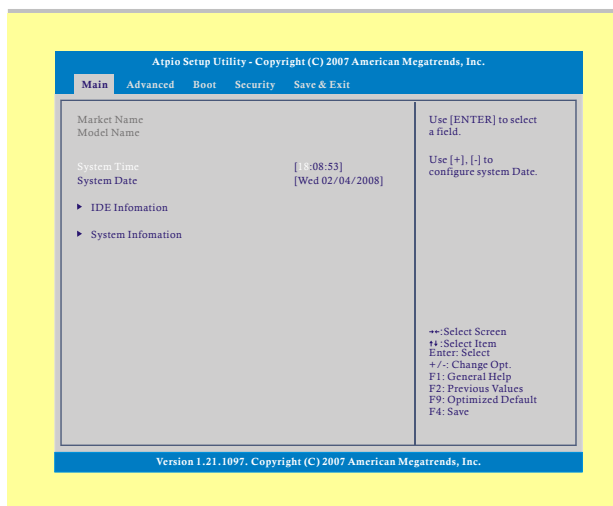 Atpio Setup Utility - Copyright (C) 2007 American Megatrends, Inc.
Main Advanced Boot Security Save & Exit
Market Name
Model Name
System Time [18:08:53]
System Date [Wed 02/04/2008]
▶ IDE Infomation
▶ System Infomation
Use [ENTER] to select
a field.
Use [+], [-] to
configure system Date.
→←:Select Screen
↑↓:Select Item
Enter: Select
+/-: Change Opt.
F1: General Help
F2: Previous Values
F9: Optimized Default
F4: Save
Version 1.21.1097. Copyright (C) 2007 American Megatrends, Inc.